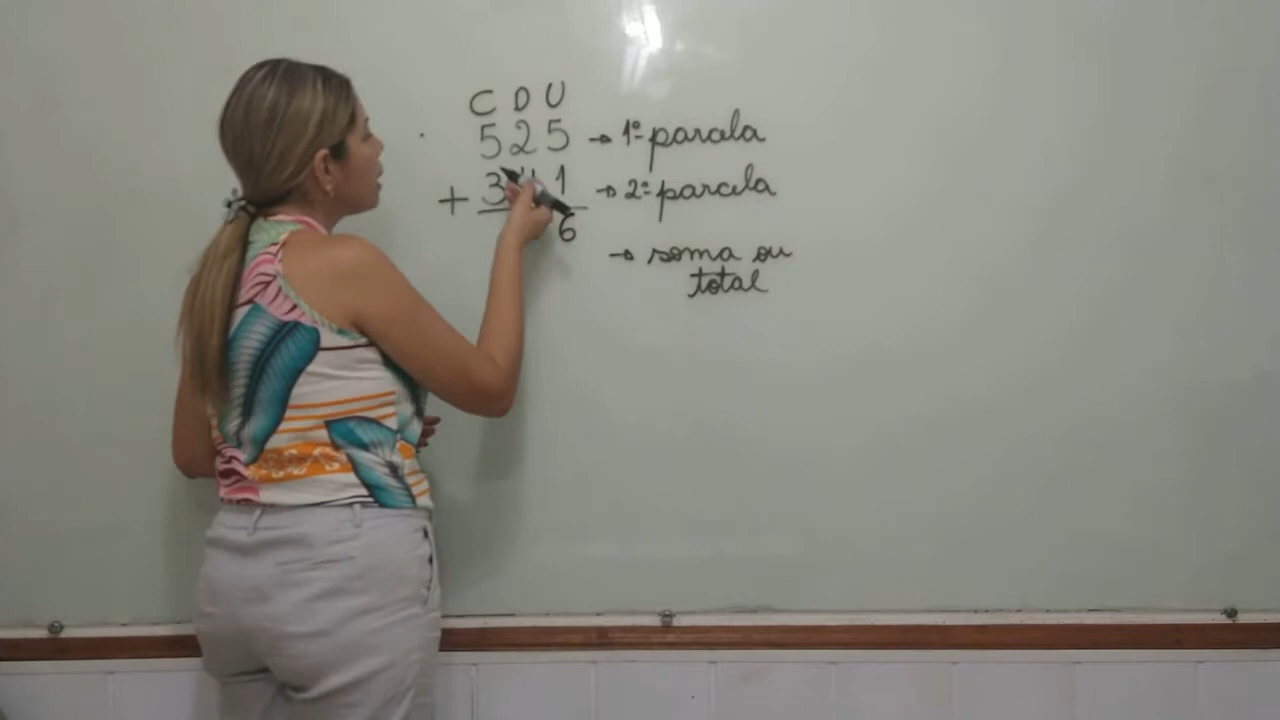 C D U
525 → 1ª parcela
+ 3 1 → 2ª parcela
6
→ soma ou
total